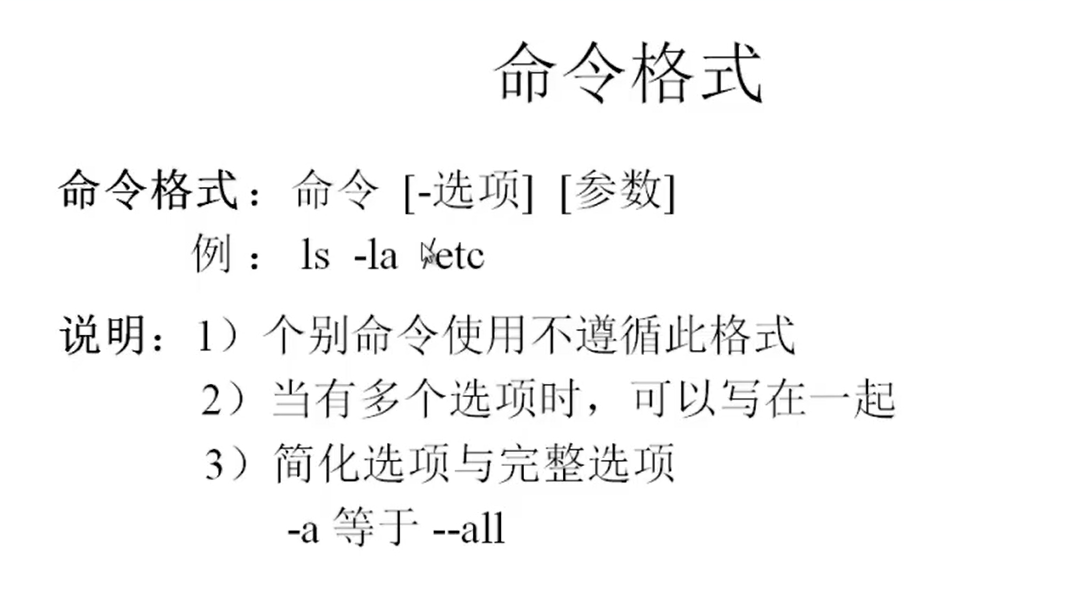 命令格式
命令格式：命令 [-选项] [参数]
例：ls -la /etc
说明：1）个别命令使用不遵循此格式
2）当有多个选项时，可以写在一起
3）简化选项与完整选项
-a 等于 --all